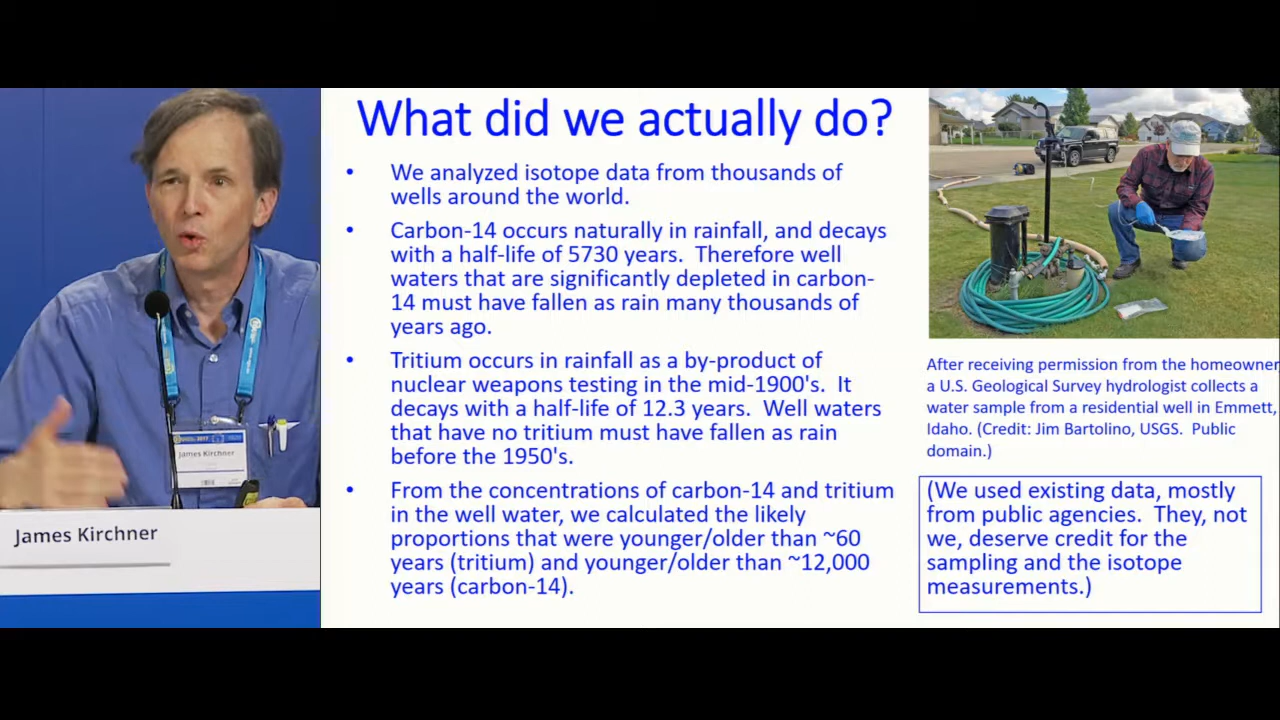 What did we actually do?
• We analyzed isotope data from thousands of
wells around the world.
• Carbon-14 occurs naturally in rainfall, and decays
with a half-life of 5730 years. Therefore well
waters that are significantly depleted in carbon-
14 must have fallen as rain many thousands of
years ago.
• Tritium occurs in rainfall as a by-product of
nuclear weapons testing in the mid-1900's. It
decays with a half-life of 12.3 years. Well waters
that have no tritium must have fallen as rain
before the 1950's.
• From the concentrations of carbon-14 and tritium
in the well water, we calculated the likely
proportions that were younger/older than ~60
years (tritium) and younger/older than ~12,000
years (carbon-14).
After receiving permission from the homeowner
a U.S. Geological Survey hydrologist collects a
water sample from a residential well in Emmett,
Idaho. (Credit: Jim Bartolino, USGS. Public
domain.)
(We used existing data, mostly
from public agencies. They, not
we, deserve credit for the
sampling and the isotope
measurements.)
James Kirchner
James Kirchner